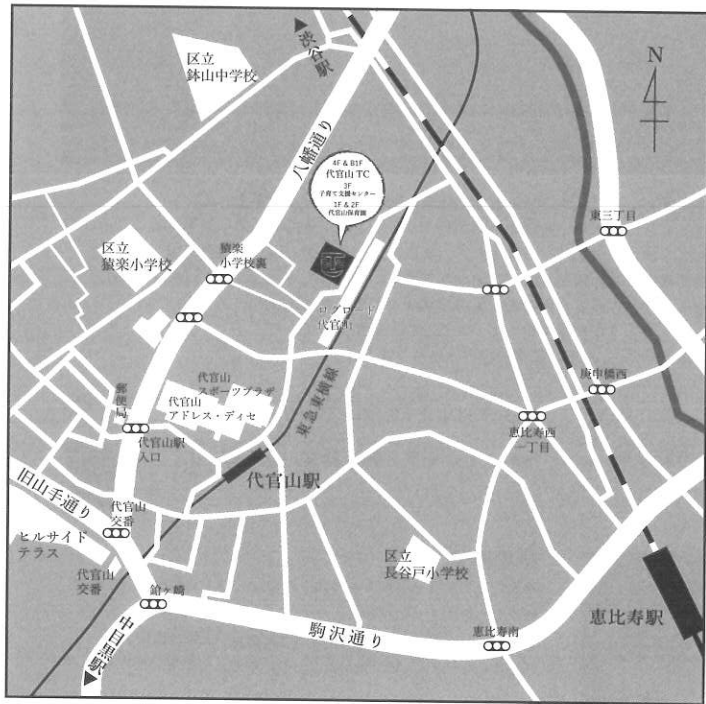 区立
鉢山中学校
渋谷駅
八幡通り
N
4F & B1F
代官山 TC
3F
子育て支援センター
1F & 2F
代官山保育園
東三丁目
区立
猿楽小学校
猿楽
小学校裏
ログロード
代官山
庚申橋西
郵便局
代官山
スポーツプラザ
代官山
アドレス・ディセ
東急東横線
恵比寿西
一丁目
代官山駅
入口
代官山駅
旧山手通り
代官山
交番
ヒルサイド
テラス
代官山
交番
区立
長谷戸小学校
鎗ヶ崎
中目黒駅
駒沢通り
恵比寿南
恵比寿駅